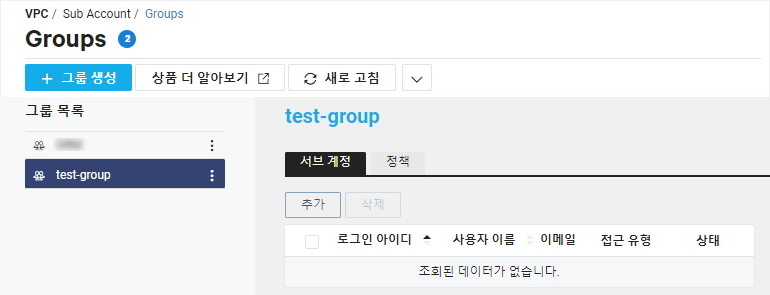 VPC / Sub Account / Groups
Groups 2
+ 그룹 생성 상품 더 알아보기 새로 고침
그룹 목록
test-group
test-group
서브 계정 정책
추가 삭제
로그인 아이디 사용자 이름 이메일 접근 유형 상태
조회된 데이터가 없습니다.